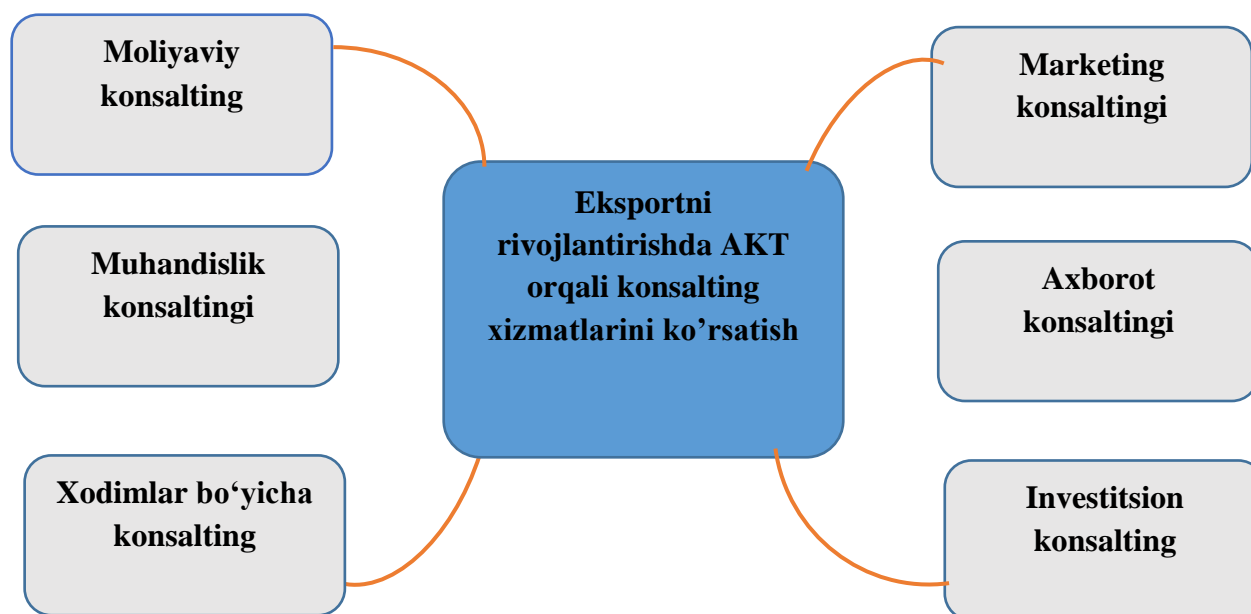 Moliyaviy
konsalting
Muhandislik
konsaltingi
Xodimlar bo‘yicha
konsalting
Eksportni
rivojlantirishda AKT
orqali konsalting
xizmatlarini ko’rsatish
Marketing
konsaltingi
Axborot
konsaltingi
Investitsion
konsalting